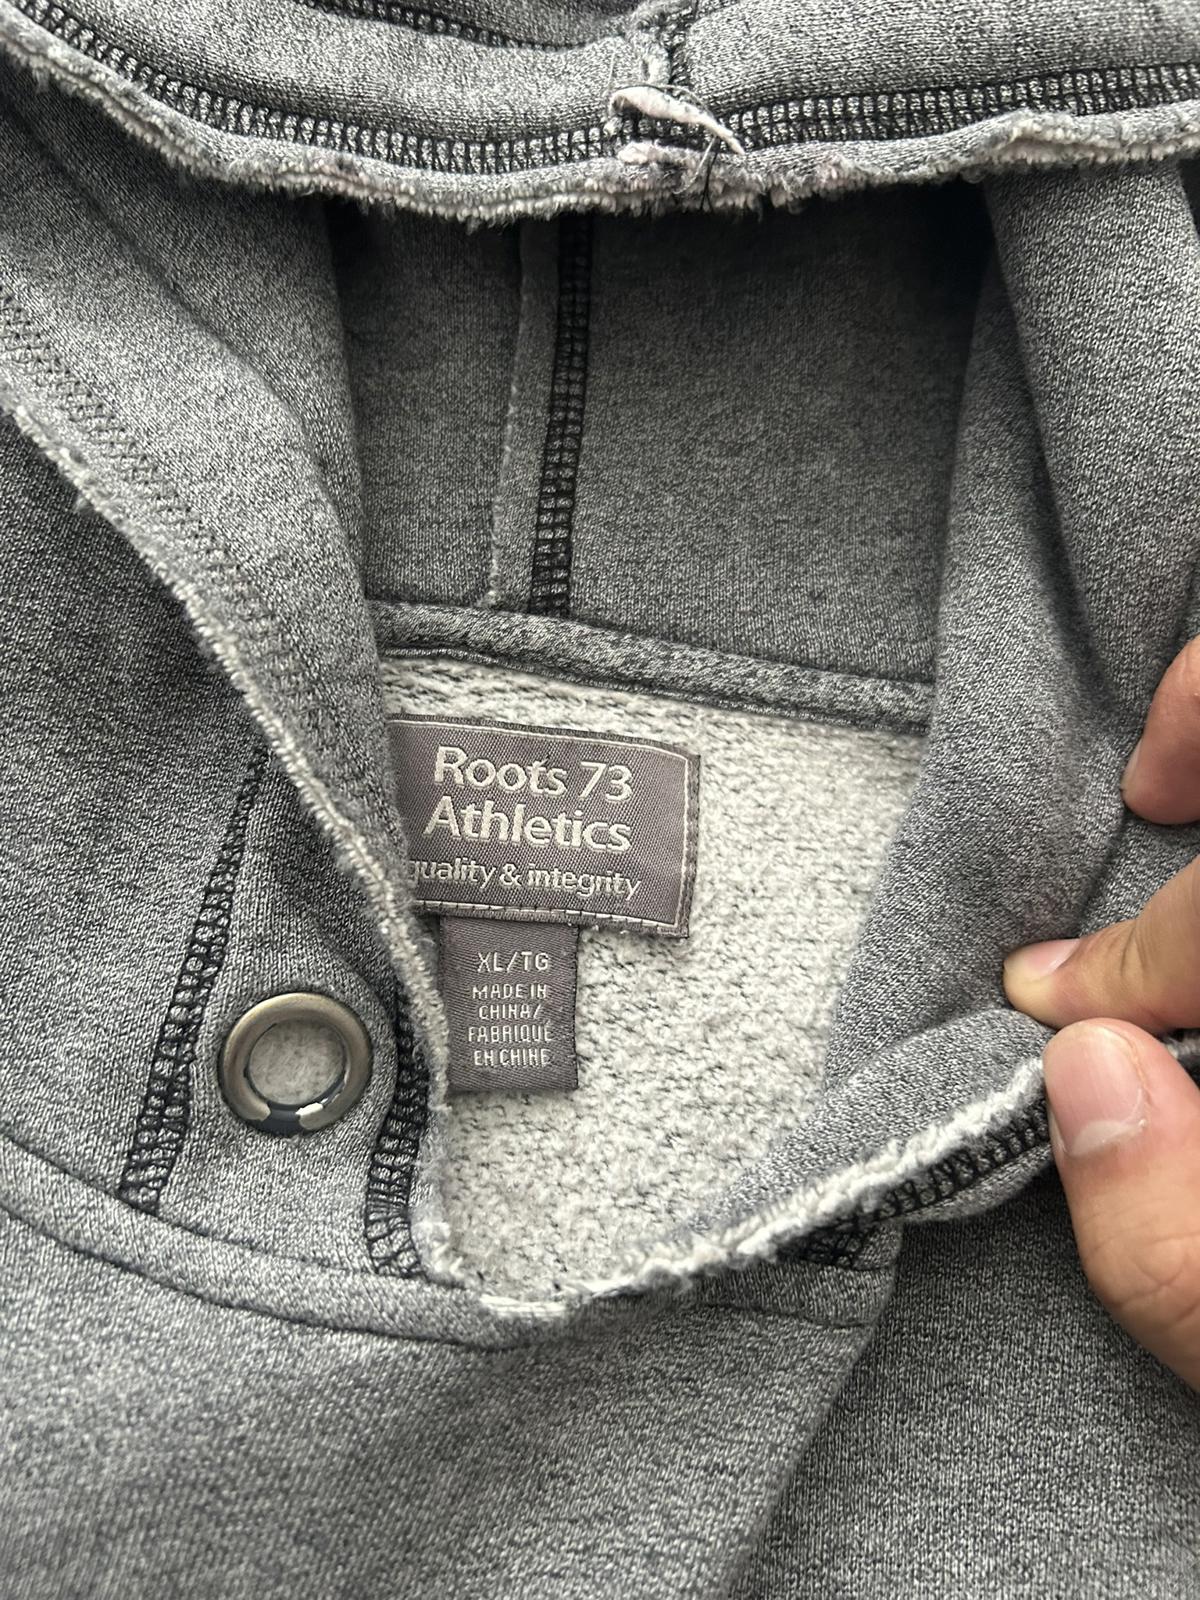 Roots 73
Athletics
quality & integrity
XL/TG
MADE IN
CHINA/
FABRIQUÉ
EN CHINE